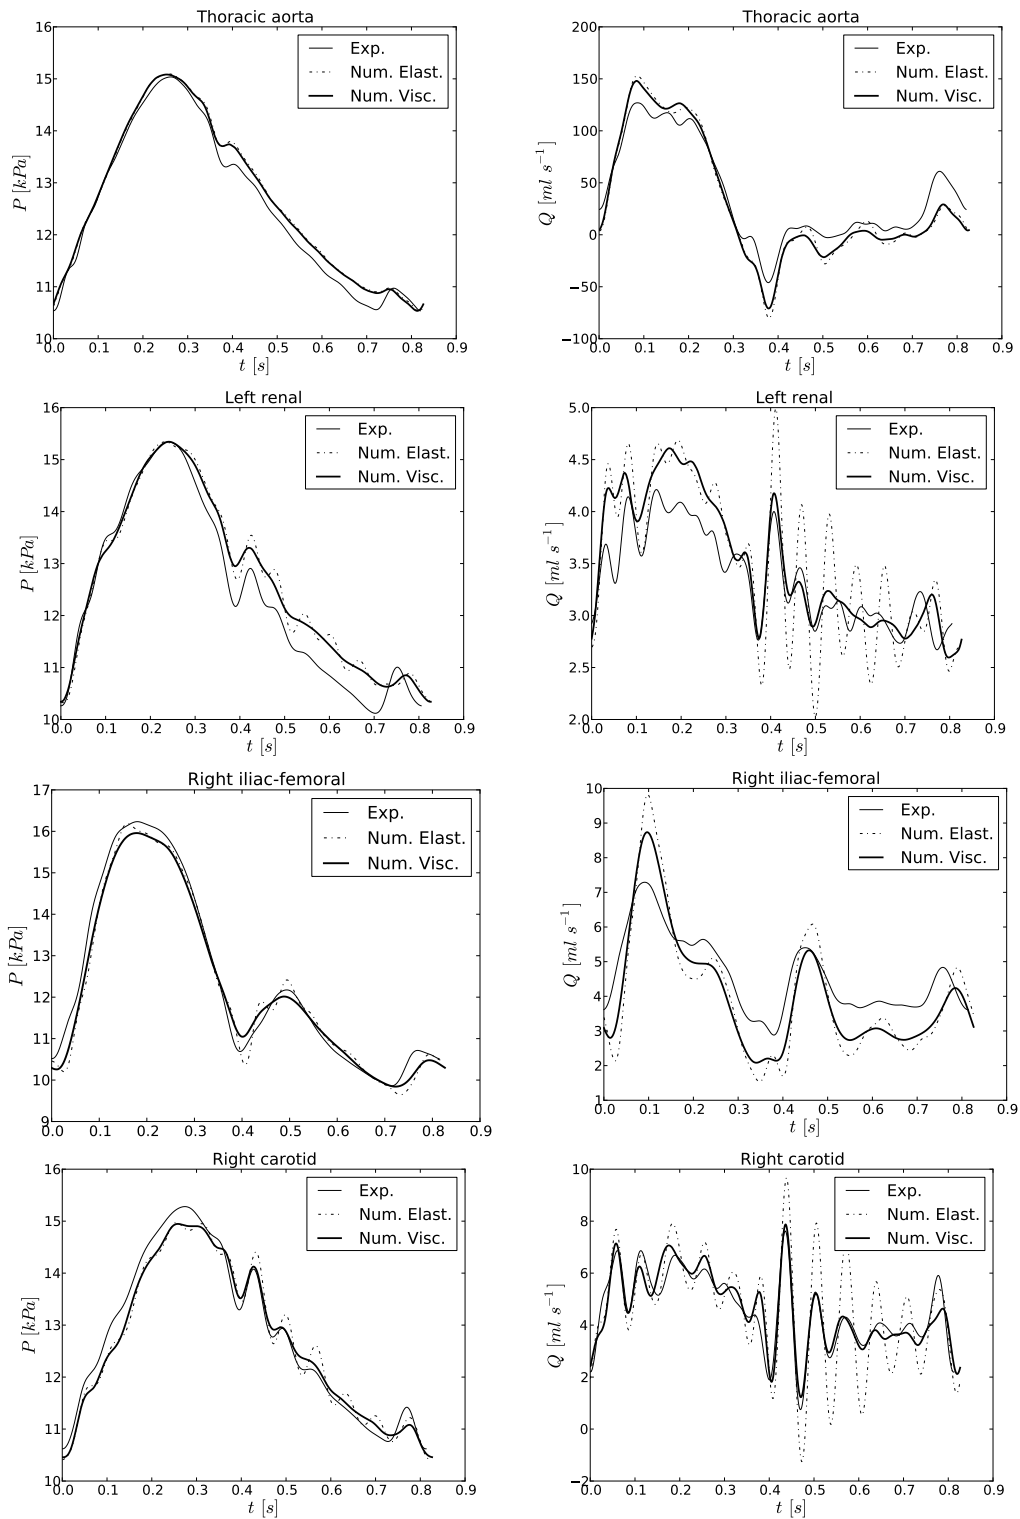 Thoracic aorta
Exp.
Num. Elast.
Num. Visc.
P [kPa]
16
15
14
13
12
11
10
0.0 0.1 0.2 0.3 0.4 0.5 0.6 0.7 0.8 0.9
t [s]
Thoracic aorta
Exp.
Num. Elast.
Num. Visc.
Q [ml s⁻¹]
200
150
100
50
0
−50
−100
0.0 0.1 0.2 0.3 0.4 0.5 0.6 0.7 0.8 0.9
t [s]
Left renal
Exp.
Num. Elast.
Num. Visc.
P [kPa]
16
15
14
13
12
11
10
0.0 0.1 0.2 0.3 0.4 0.5 0.6 0.7 0.8 0.9
t [s]
Left renal
Exp.
Num. Elast.
Num. Visc.
Q [ml s⁻¹]
5.0
4.5
4.0
3.5
3.0
2.5
2.0
0.0 0.1 0.2 0.3 0.4 0.5 0.6 0.7 0.8 0.9
t [s]
Right iliac-femoral
Exp.
Num. Elast.
Num. Visc.
P [kPa]
17
16
15
14
13
12
11
10
9
0.0 0.1 0.2 0.3 0.4 0.5 0.6 0.7 0.8 0.9
Right iliac-femoral
Exp.
Num. Elast.
Num. Visc.
Q [ml s⁻¹]
10
9
8
7
6
5
4
3
2
1
0.0 0.1 0.2 0.3 0.4 0.5 0.6 0.7 0.8 0.9
t [s]
Right carotid
Exp.
Num. Elast.
Num. Visc.
P [kPa]
16
15
14
13
12
11
10
0.0 0.1 0.2 0.3 0.4 0.5 0.6 0.7 0.8 0.9
t [s]
Right carotid
Exp.
Num. Elast.
Num. Visc.
Q [ml s⁻¹]
10
8
6
4
2
0
−2
0.0 0.1 0.2 0.3 0.4 0.5 0.6 0.7 0.8 0.9
t [s]